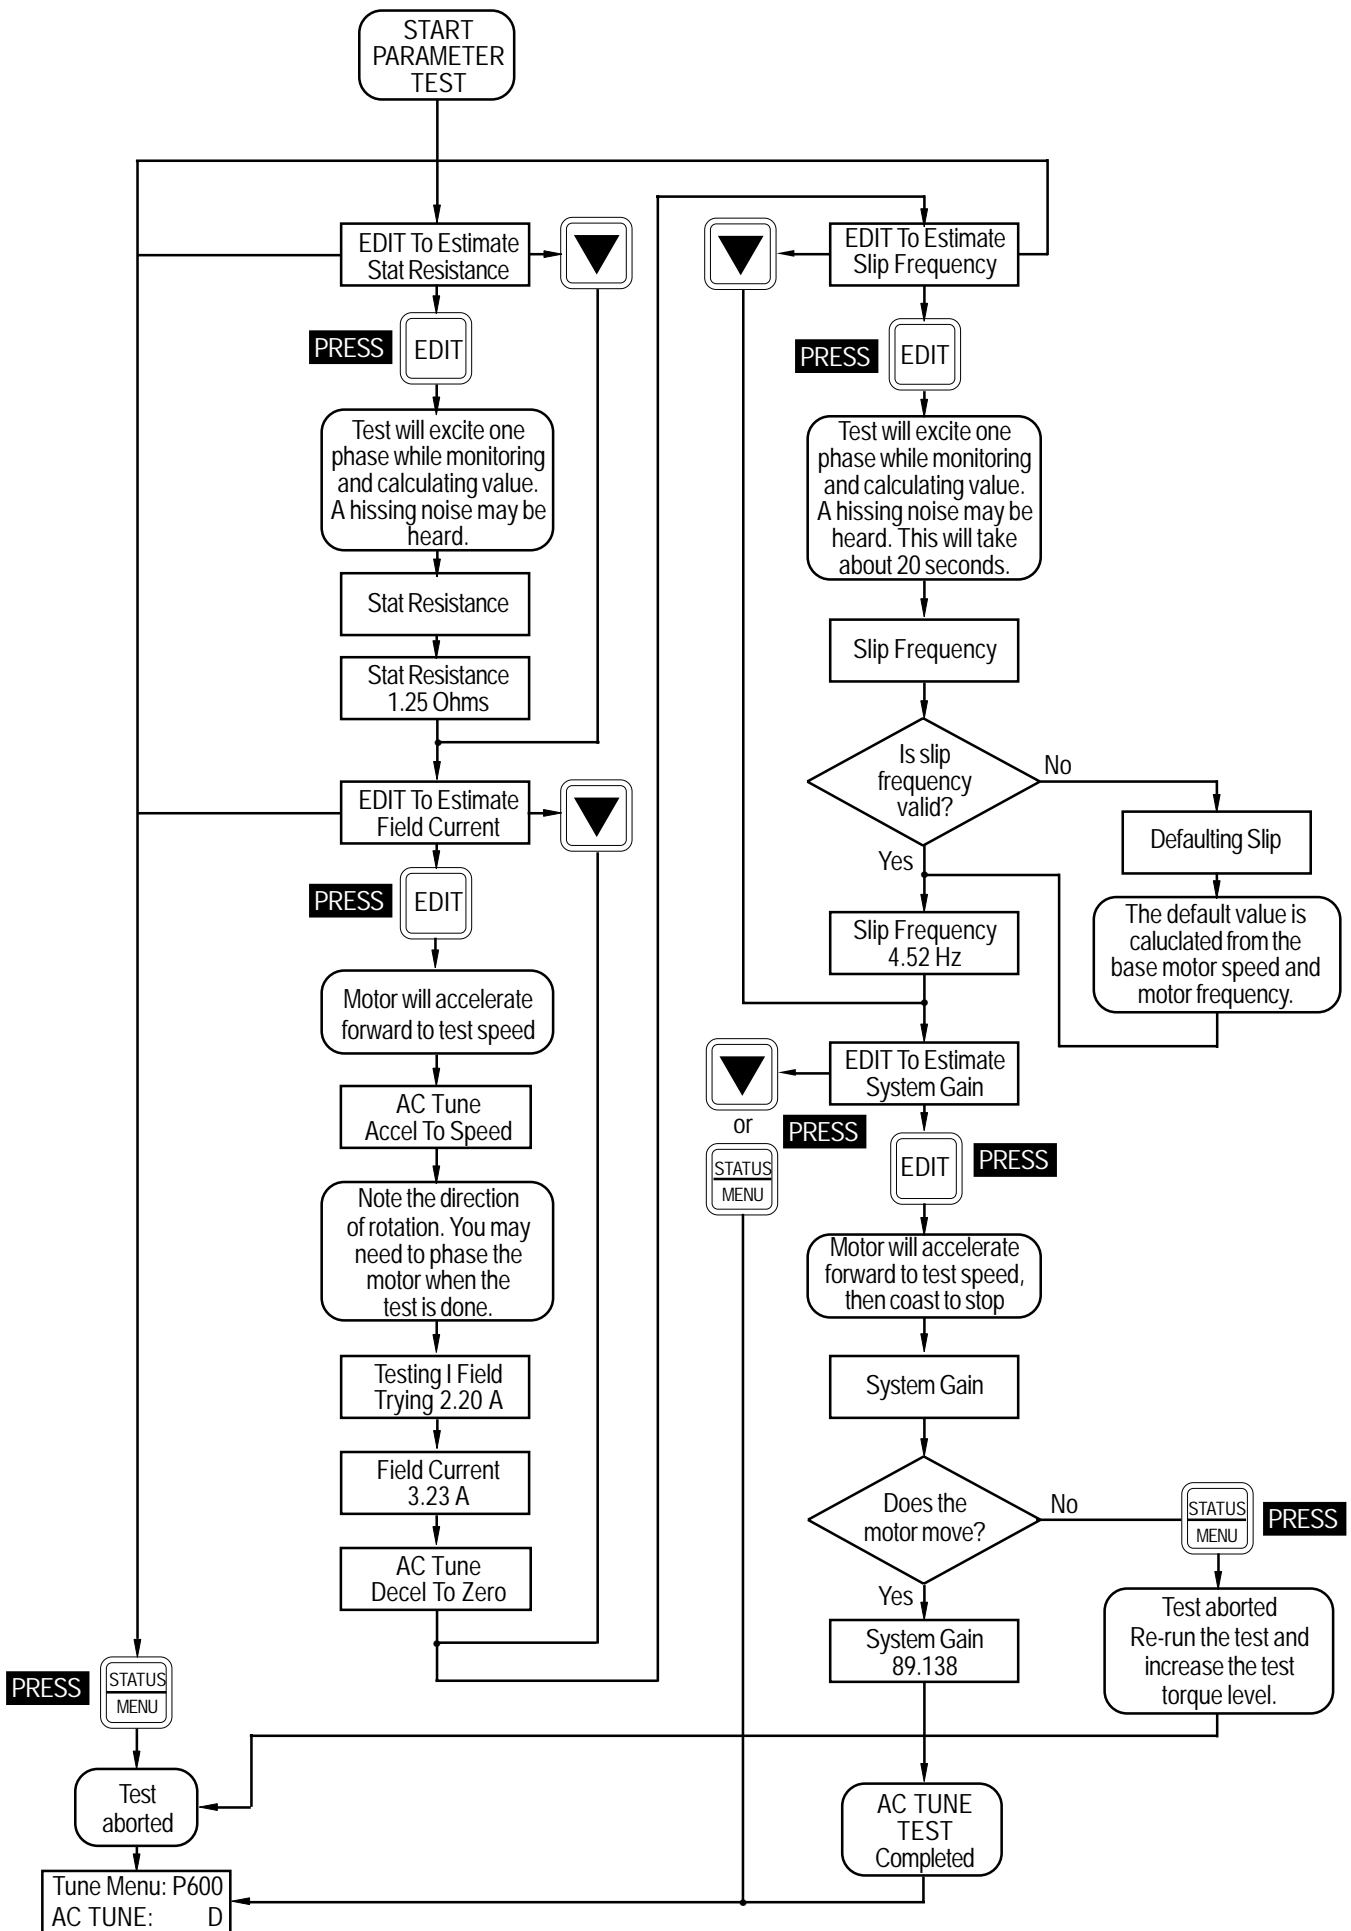 START
PARAMETER
TEST
EDIT To Estimate
Stat Resistance
PRESS
EDIT
Test will excite one
phase while monitoring
and calculating value.
A hissing noise may be
heard.
Stat Resistance
Stat Resistance
1.25 Ohms
EDIT To Estimate
Field Current
PRESS
EDIT
Motor will accelerate
forward to test speed
AC Tune
Accel To Speed
Note the direction
of rotation. You may
need to phase the
motor when the
test is done.
Testing I Field
Trying 2.20 A
Field Current
3.23 A
AC Tune
Decel To Zero
PRESS
STATUS
MENU
Test
aborted
Tune Menu: P600
AC TUNE: D
EDIT To Estimate
Slip Frequency
PRESS
EDIT
Test will excite one
phase while monitoring
and calculating value.
A hissing noise may be
heard. This will take
about 20 seconds.
Slip Frequency
Is slip
frequency
valid?
No
Yes
Defaulting Slip
The default value is
caluclated from the
base motor speed and
motor frequency.
Slip Frequency
4.52 Hz
EDIT To Estimate
System Gain
or
PRESS
STATUS
MENU
EDIT
PRESS
Motor will accelerate
forward to test speed,
then coast to stop
System Gain
Does the
motor move?
No
STATUS
MENU
PRESS
Yes
Test aborted
Re-run the test and
increase the test
torque level.
System Gain
89.138
AC TUNE
TEST
Completed